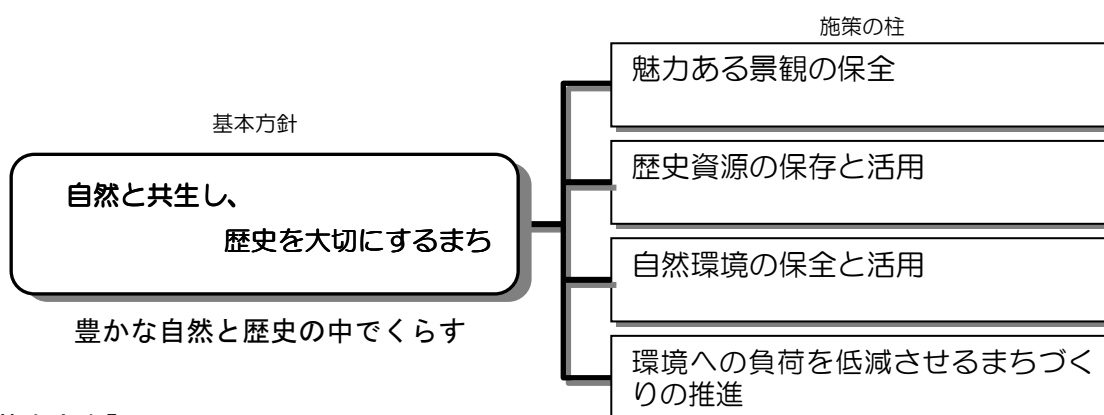 施策の柱
魅力ある景観の保全
基本方針
歴史資源の保存と活用
自然と共生し、
歴史を大切にするまち
自然環境の保全と活用
豊かな自然と歴史の中でくらす
環境への負荷を低減させるまちづく
りの推進